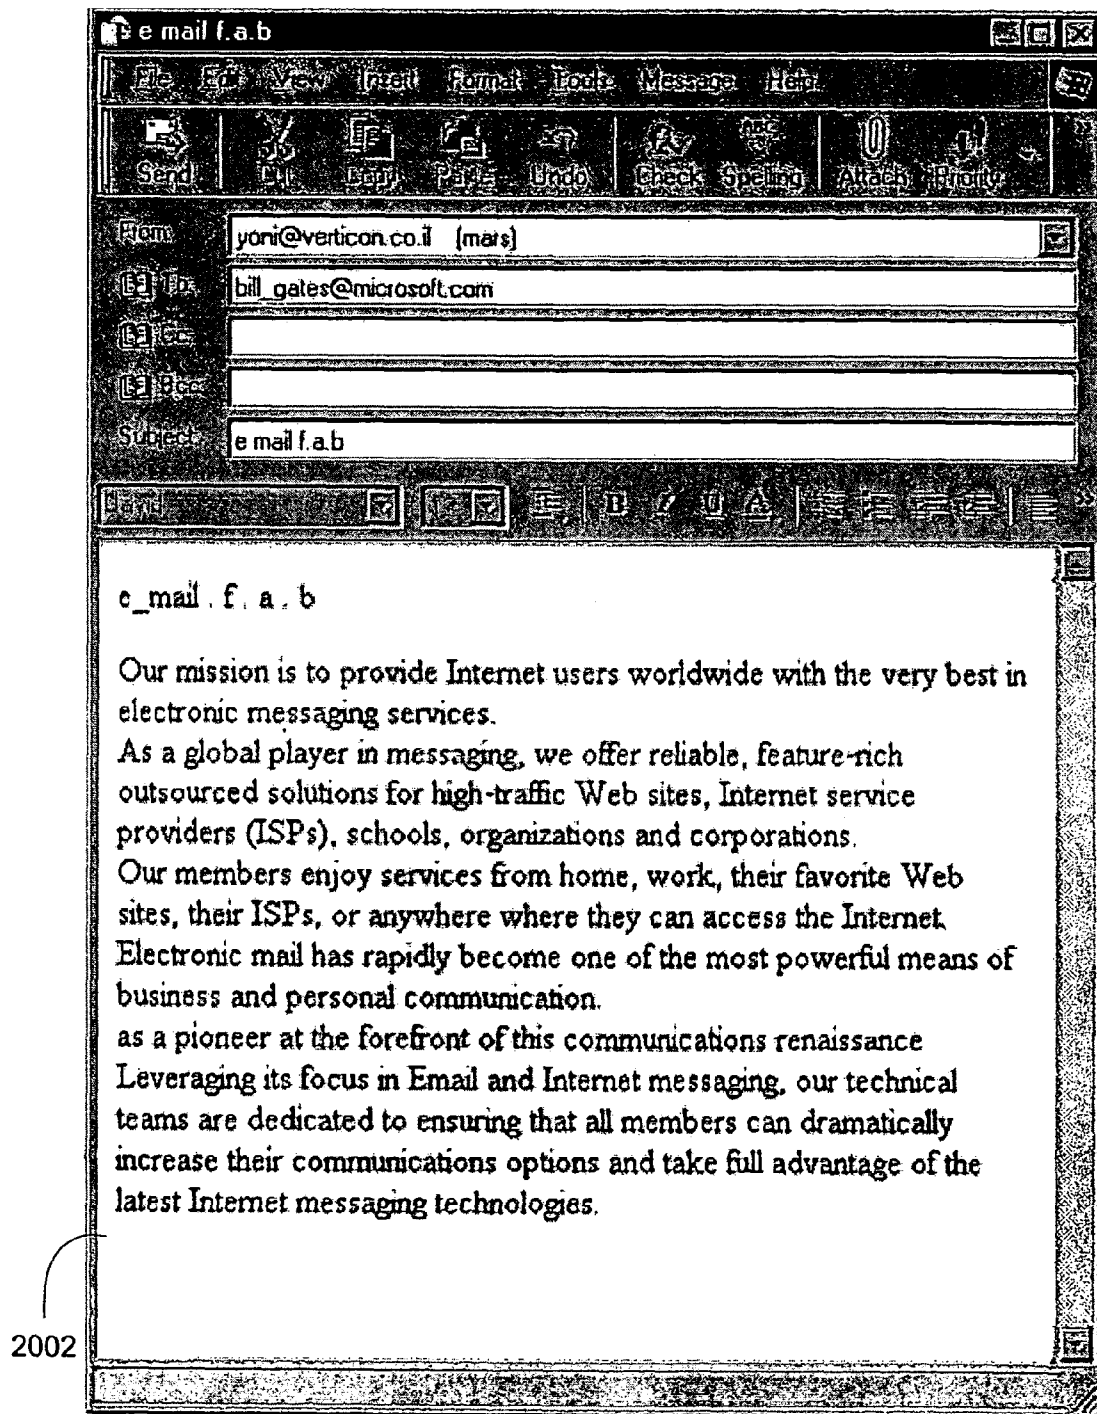 e mail f.a.b
File Edit View Insert Format Tools Message Help
Send Cut Copy Paste Undo Check Spelling Attach Priority
From: yoni@verticon.co.il (mars)
To: bill_gates@microsoft.com
Cc:
Bcc:
Subject: e mail f.a.b
David
B I U A
e_mail . f . a . b
Our mission is to provide Internet users worldwide with the very best in
electronic messaging services.
As a global player in messaging, we offer reliable, feature-rich
outsourced solutions for high-traffic Web sites, Internet service
providers (ISPs), schools, organizations and corporations.
Our members enjoy services from home, work, their favorite Web
sites, their ISPs, or anywhere where they can access the Internet.
Electronic mail has rapidly become one of the most powerful means of
business and personal communication.
as a pioneer at the forefront of this communications renaissance
Leveraging its focus in Email and Internet messaging, our technical
teams are dedicated to ensuring that all members can dramatically
increase their communications options and take full advantage of the
latest Internet messaging technologies.
2002